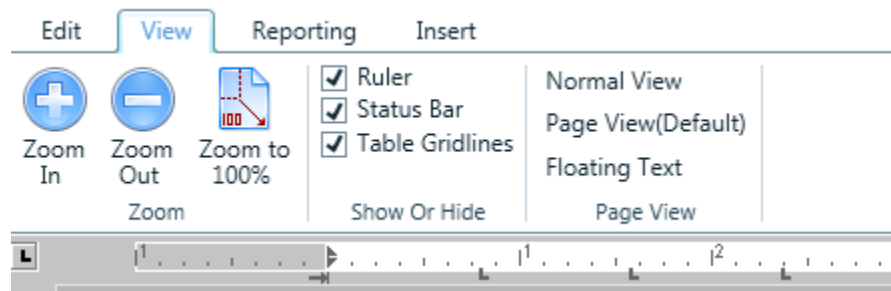 Edit View Reporting Insert
100
Zoom In
Zoom Out
Zoom to 100%
Zoom
Ruler
Status Bar
Table Gridlines
Show Or Hide
Normal View
Page View(Default)
Floating Text
Page View
L 1 1 2